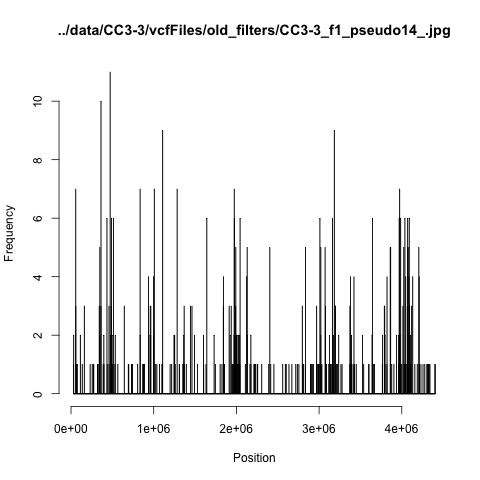 ../data/CC3-3/vcfFiles/old_filters/CC3-3_f1_pseudo14_.jpg
Frequency
10
8
6
4
2
0
0e+00 1e+06 2e+06 3e+06 4e+06
Position